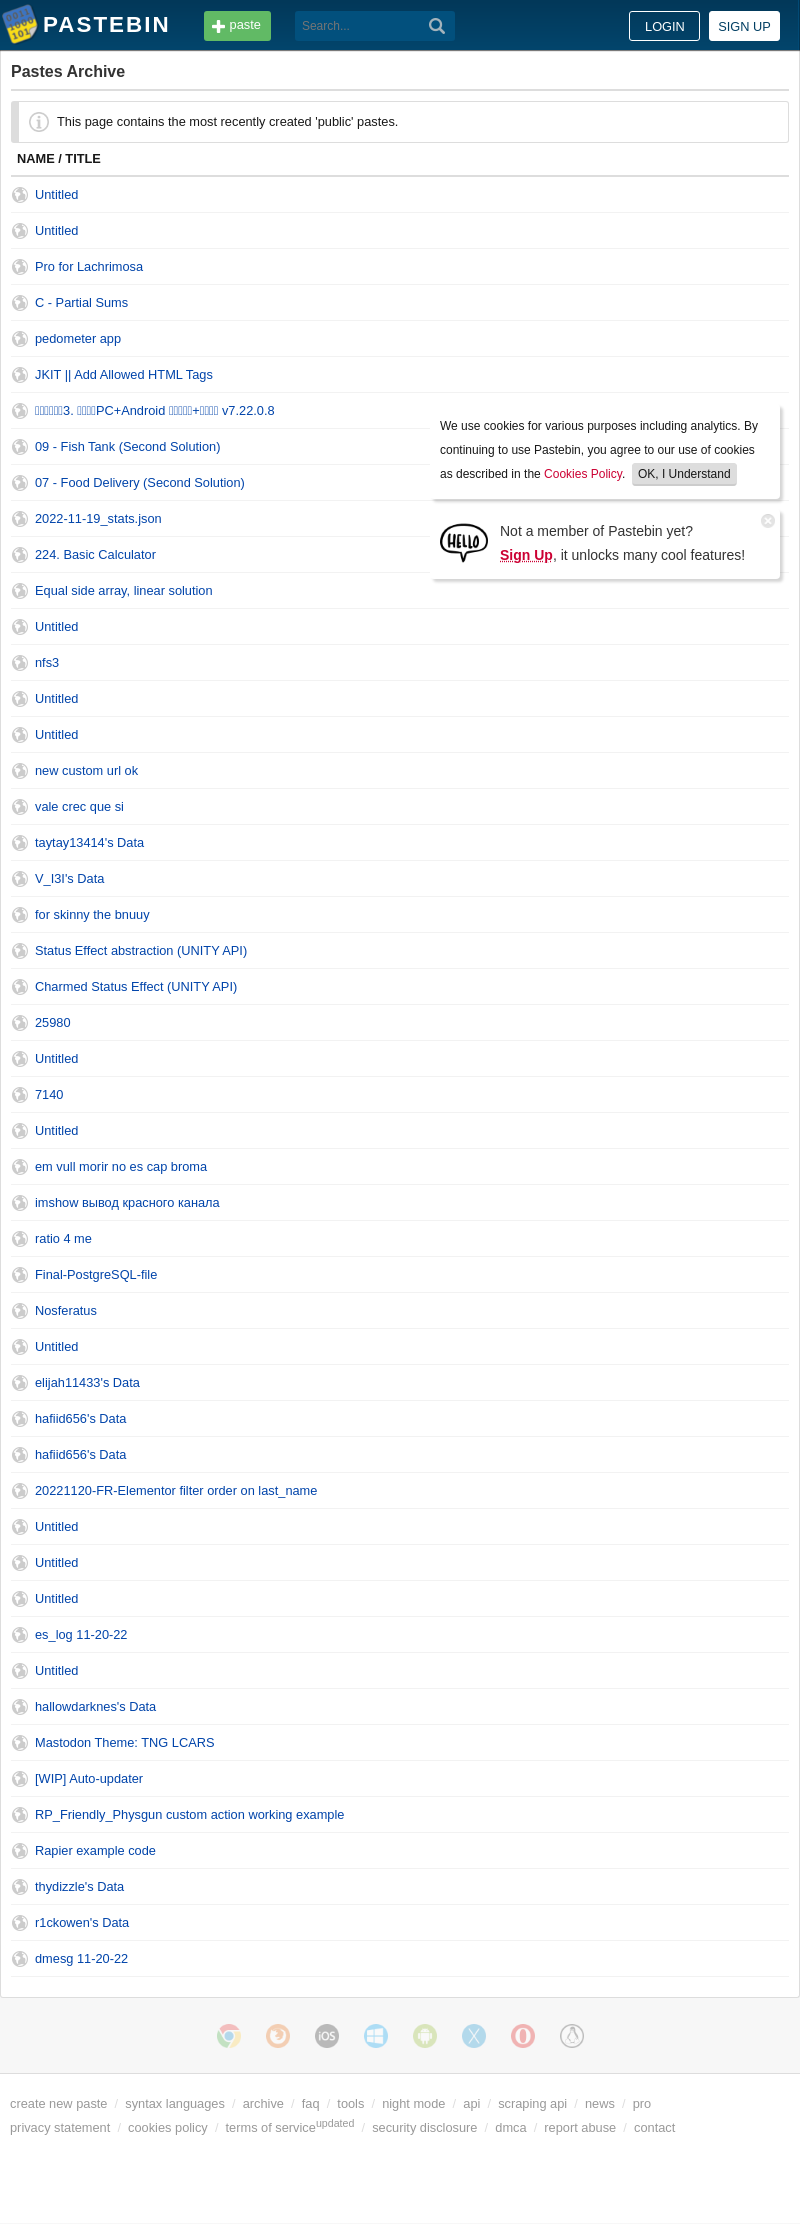 PASTEBIN
paste
Search...
LOGIN
SIGN UP
Pastes Archive
This page contains the most recently created 'public' pastes.
NAME / TITLE
Untitled
Untitled
Pro for Lachrimosa
C - Partial Sums
pedometer app
JKIT || Add Allowed HTML Tags
3. PC+Android + v7.22.0.8
09 - Fish Tank (Second Solution)
07 - Food Delivery (Second Solution)
2022-11-19_stats.json
224. Basic Calculator
Equal side array, linear solution
We use cookies for various purposes including analytics. By
continuing to use Pastebin, you agree to our use of cookies
as described in the Cookies Policy. OK, I Understand
HELLO
Not a member of Pastebin yet?
Sign Up, it unlocks many cool features!
Untitled
nfs3
Untitled
Untitled
new custom url ok
vale crec que si
taytay13414's Data
V_I3I's Data
for skinny the bnuuy
Status Effect abstraction (UNITY API)
Charmed Status Effect (UNITY API)
25980
Untitled
7140
Untitled
em vull morir no es cap broma
imshow вывод красного канала
ratio 4 me
Final-PostgreSQL-file
Nosferatus
Untitled
elijah11433's Data
hafiid656's Data
hafiid656's Data
20221120-FR-Elementor filter order on last_name
Untitled
Untitled
Untitled
es_log 11-20-22
Untitled
hallowdarknes's Data
Mastodon Theme: TNG LCARS
[WIP] Auto-updater
RP_Friendly_Physgun custom action working example
Rapier example code
thydizzle's Data
r1ckowen's Data
dmesg 11-20-22
iOS
create new paste / syntax languages / archive / faq / tools / night mode / api / scraping api / news / pro
privacy statement / cookies policy / terms of serviceupdated / security disclosure / dmca / report abuse / contact